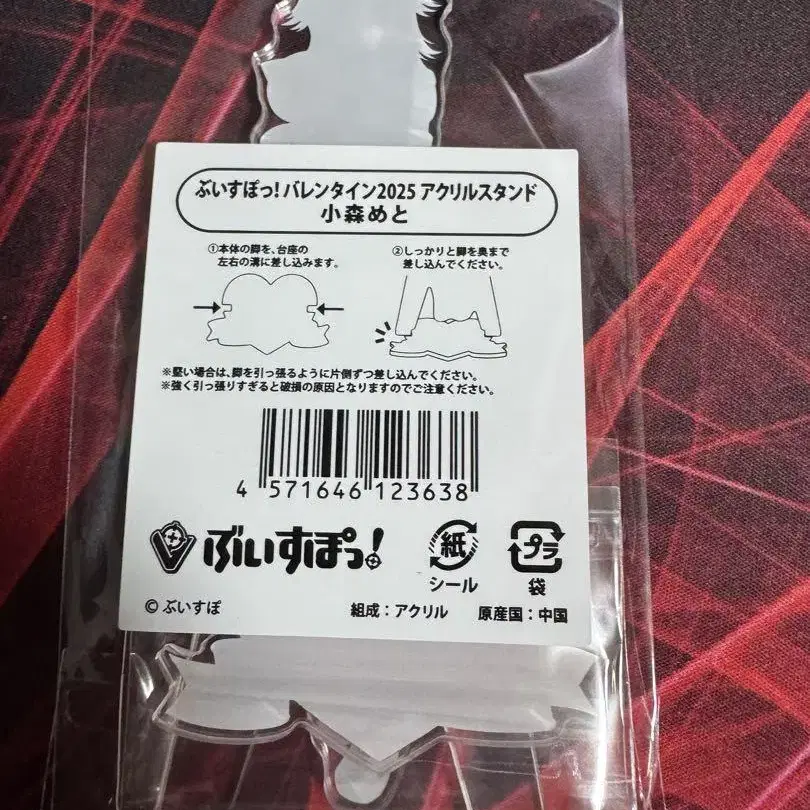 ぶいすぽっ！バレンタイン2025 アクリルスタンド
小森めと
①本体の脚を、台座の
左右の溝に差し込みます。
②しっかりと脚を奥まで
差し込んでください。
※堅い場合は、脚を引っ張るように片側ずつ差し込んでください。
※強く引っ張りすぎると破損の原因となりますのでご注意ください。
4 571646 123638
ぶいすぽっ!
紙
シール
プラ
袋
© ぶいすぽ
組成：アクリル
原産国：中国